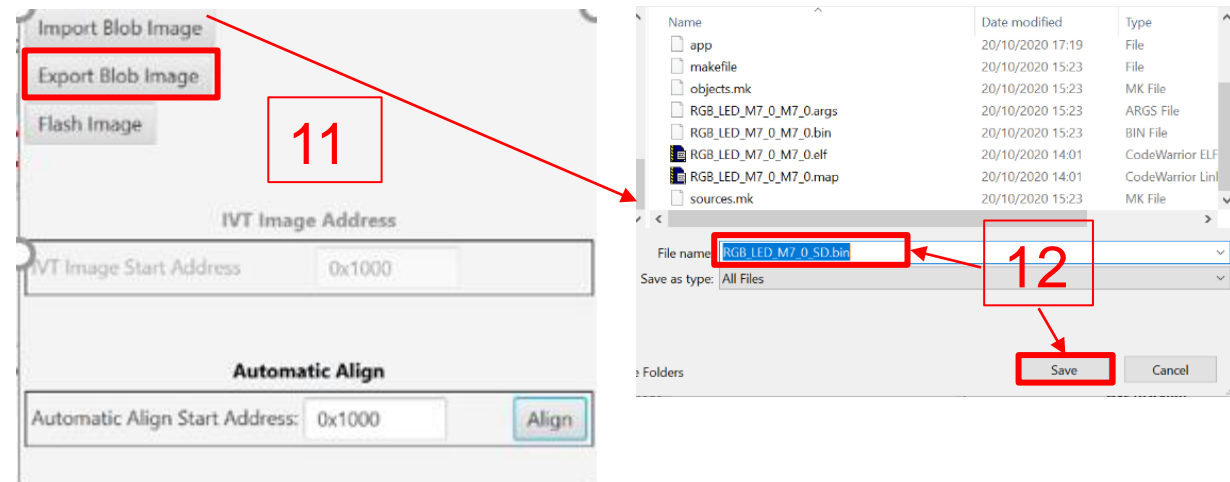 Import Blob Image
Export Blob Image
Flash Image
11
IVT Image Address
IVT Image Start Address 0x1000
Automatic Align
Automatic Align Start Address: 0x1000 Align
Name Date modified Type
app 20/10/2020 17:19 File
makefile 20/10/2020 15:23 File
objects.mk 20/10/2020 15:23 MK File
RGB_LED_M7_0_M7_0.args 20/10/2020 15:23 ARGS File
RGB_LED_M7_0_M7_0.bin 20/10/2020 15:23 BIN File
RGB_LED_M7_0_M7_0.elf 20/10/2020 14:01 CodeWarrior ELF
RGB_LED_M7_0_M7_0.map 20/10/2020 14:01 CodeWarrior Linl
sources.mk 20/10/2020 15:23 MK File
File name: RGB_LED_M7_0_SD.bin
12
Save as type: All Files
Folders Save Cancel